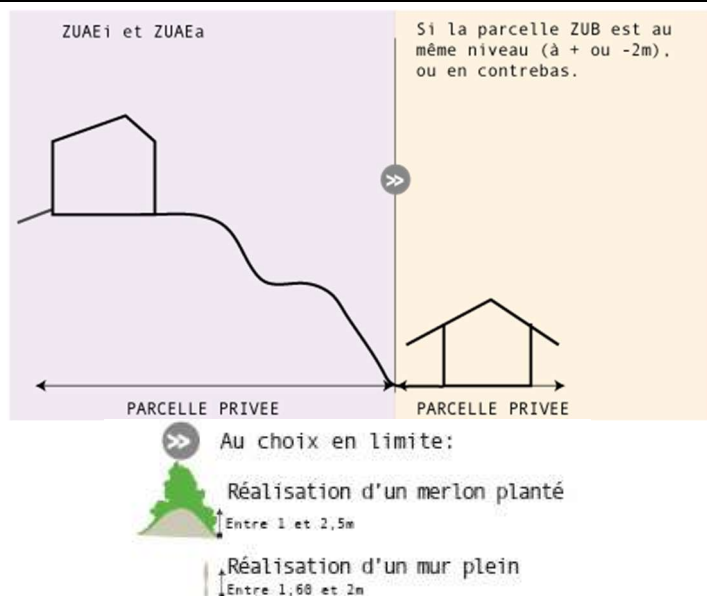 ZUAEi et ZUAEa
Si la parcelle ZUB est au
même niveau (à + ou -2m),
ou en contrebas.
PARCELLE PRIVEE
PARCELLE PRIVEE
Au choix en limite:
Réalisation d'un merlon planté
Entre 1 et 2,5m
Réalisation d'un mur plein
Entre 1,60 et 2m